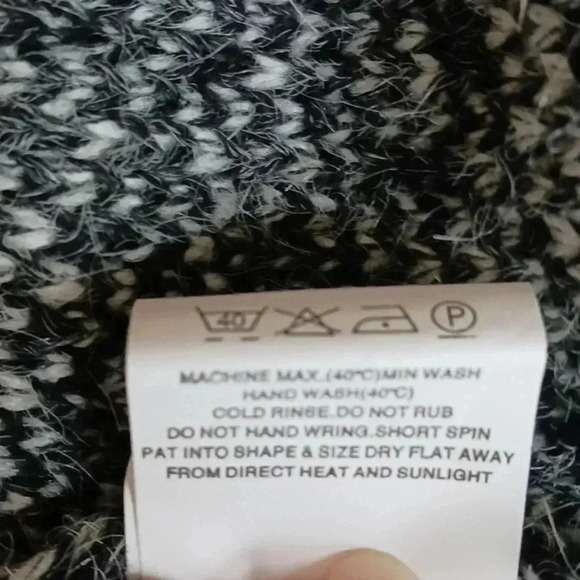 40 P
MACHINE MAX.(40°C)MIN WASH
HAND WASH(40°C)
COLD RINSE.DO NOT RUB
DO NOT HAND WRING.SHORT SPIN
PAT INTO SHAPE & SIZE DRY FLAT AWAY
FROM DIRECT HEAT AND SUNLIGHT